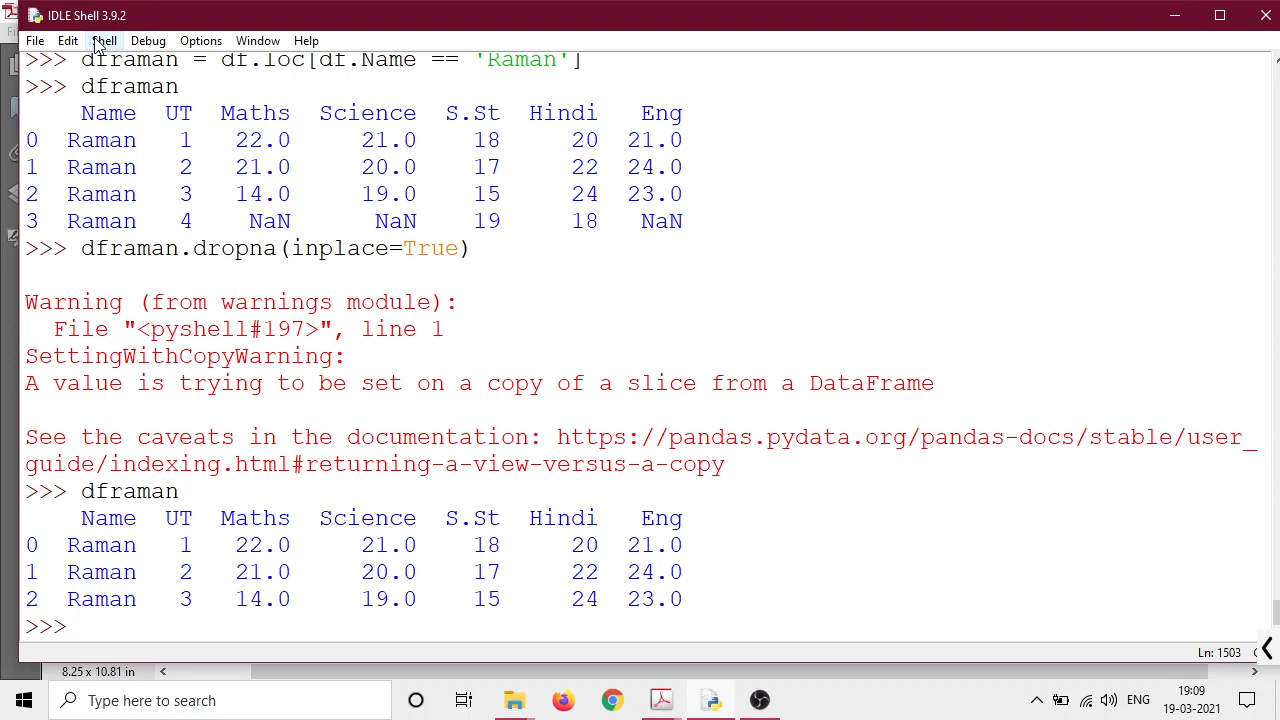 IDLE Shell 3.9.2
File Edit Shell Debug Options Window Help
>>> dframan = df.loc[df.Name == 'Raman']
>>> dframan
Name UT Maths Science S.St Hindi Eng
0 Raman 1 22.0 21.0 18 20 21.0
1 Raman 2 21.0 20.0 17 22 24.0
2 Raman 3 14.0 19.0 15 24 23.0
3 Raman 4 NaN NaN 19 18 NaN
>>> dframan.dropna(inplace=True)
Warning (from warnings module):
File "<pyshell#197>", line 1
SettingWithCopyWarning:
A value is trying to be set on a copy of a slice from a DataFrame
See the caveats in the documentation: https://pandas.pydata.org/pandas-docs/stable/user_
guide/indexing.html#returning-a-view-versus-a-copy
>>> dframan
Name UT Maths Science S.St Hindi Eng
0 Raman 1 22.0 21.0 18 20 21.0
1 Raman 2 21.0 20.0 17 22 24.0
2 Raman 3 14.0 19.0 15 24 23.0
>>>
Ln: 1503
8.25 x 10.81 in
Type here to search
ENG
19:09
19-03-2021